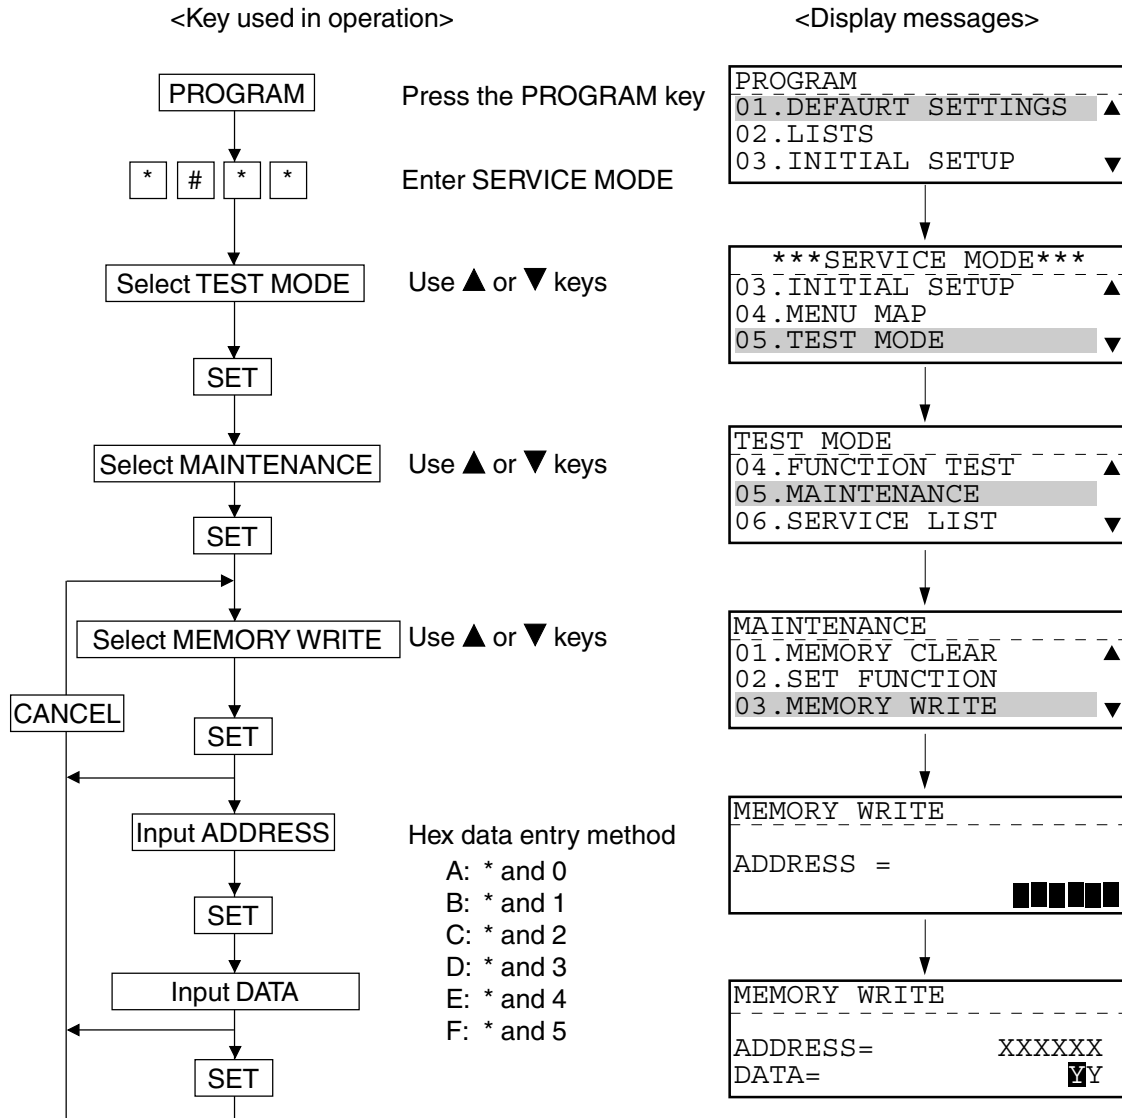 <Key used in operation>
<Display messages>
PROGRAM
Press the PROGRAM key
* # * *
Enter SERVICE MODE
Select TEST MODE
Use ▲ or ▼ keys
SET
Select MAINTENANCE
Use ▲ or ▼ keys
SET
Select MEMORY WRITE
Use ▲ or ▼ keys
CANCEL
SET
Input ADDRESS
SET
Input DATA
SET
Hex data entry method
A: * and 0
B: * and 1
C: * and 2
D: * and 3
E: * and 4
F: * and 5
PROGRAM
01.DEFAURT SETTINGS ▲
02.LISTS
03.INITIAL SETUP ▼
***SERVICE MODE***
03.INITIAL SETUP ▲
04.MENU MAP
05.TEST MODE ▼
TEST MODE
04.FUNCTION TEST ▲
05.MAINTENANCE
06.SERVICE LIST ▼
MAINTENANCE
01.MEMORY CLEAR ▲
02.SET FUNCTION
03.MEMORY WRITE ▼
MEMORY WRITE
ADDRESS =
MEMORY WRITE
ADDRESS= XXXXXX
DATA= YY